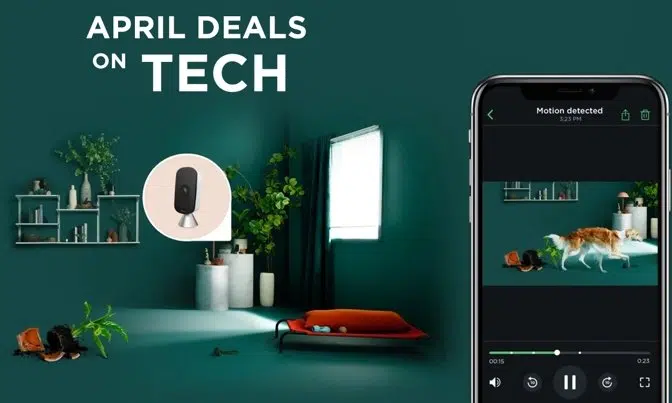 APRIL DEALS
ON TECH
Motion detected
3:23 PM
00:15
0:23